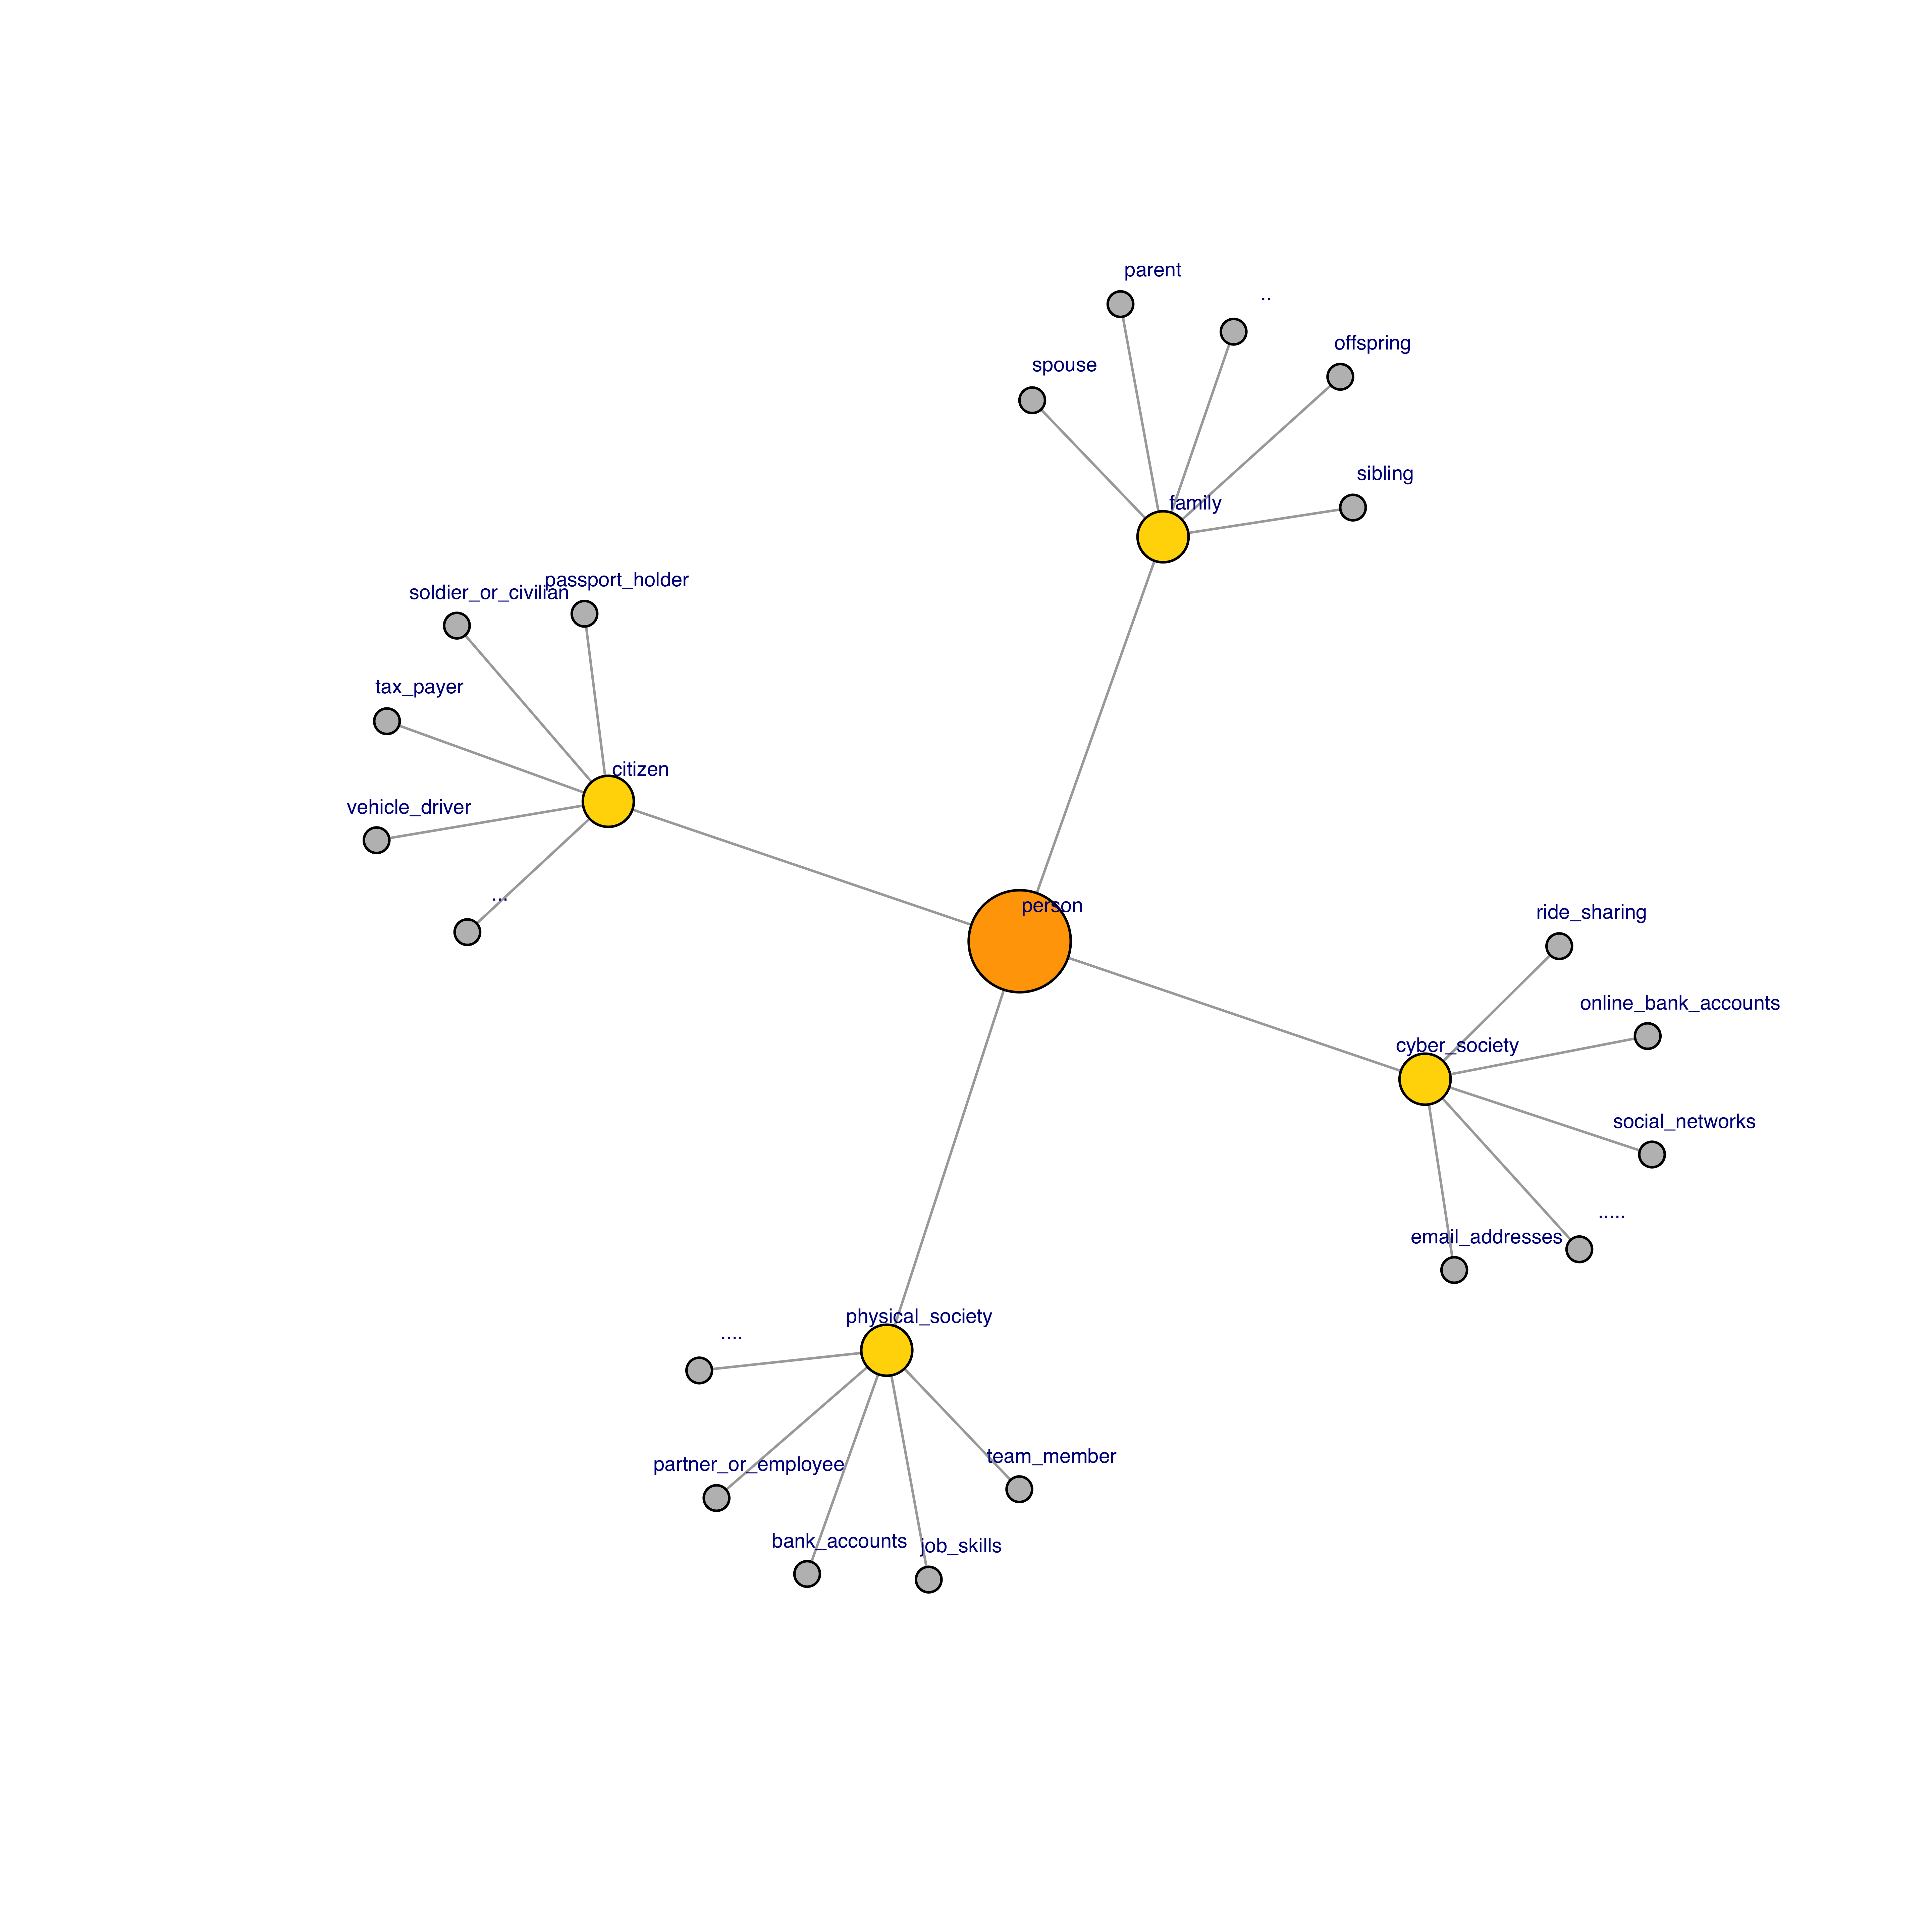 parent
..
offspring
spouse
sibling
family
passport_holder
soldier_or_civilian
tax_payer
citizen
vehicle_driver
...
person
ride_sharing
online_bank_accounts
cyber_society
social_networks
.....
email_addresses
physical_society
....
team_member
partner_or_employee
bank_accounts
job_skills